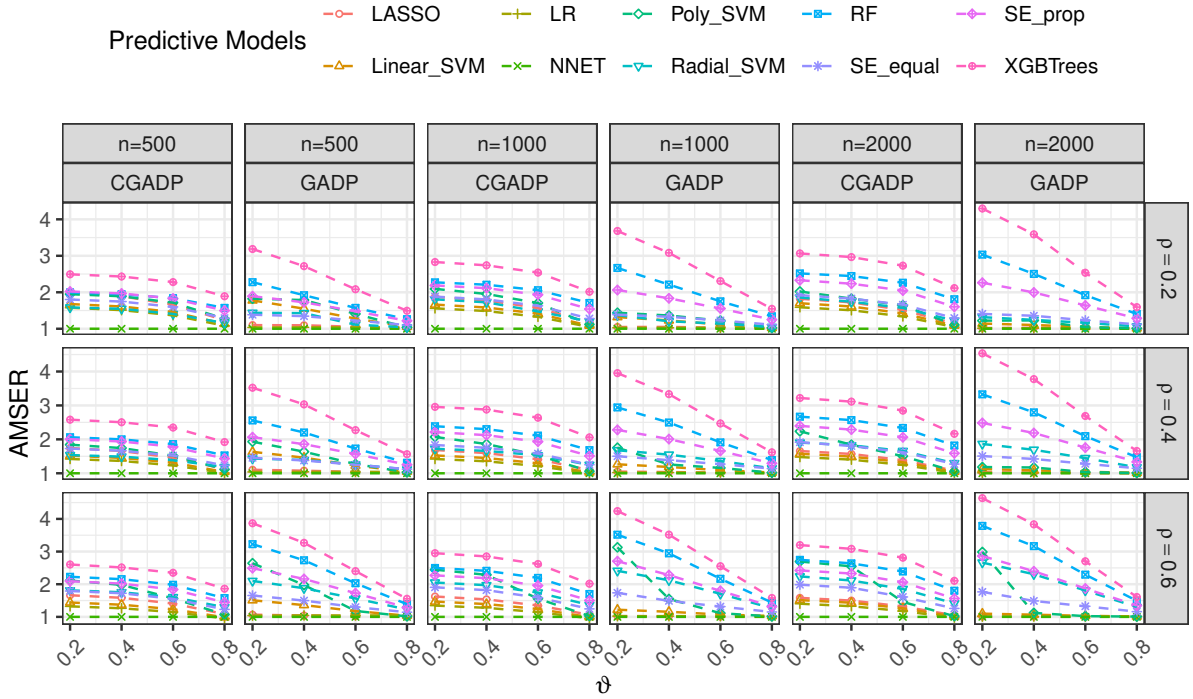 LASSO LR Poly_SVM RF SE_prop
Predictive Models
Linear_SVM NNET Radial_SVM SE_equal XGBTrees
n=500 n=500 n=1000 n=1000 n=2000 n=2000
CGADP GADP CGADP GADP CGADP GADP
4
3
2
1
ρ = 0.2
AMSER
4
3
2
1
ρ = 0.4
4
3
2
1
ρ = 0.6
0.2 0.4 0.6 0.8 0.2 0.4 0.6 0.8 0.2 0.4 0.6 0.8 0.2 0.4 0.6 0.8 0.2 0.4 0.6 0.8 0.2 0.4 0.6 0.8
ϑ